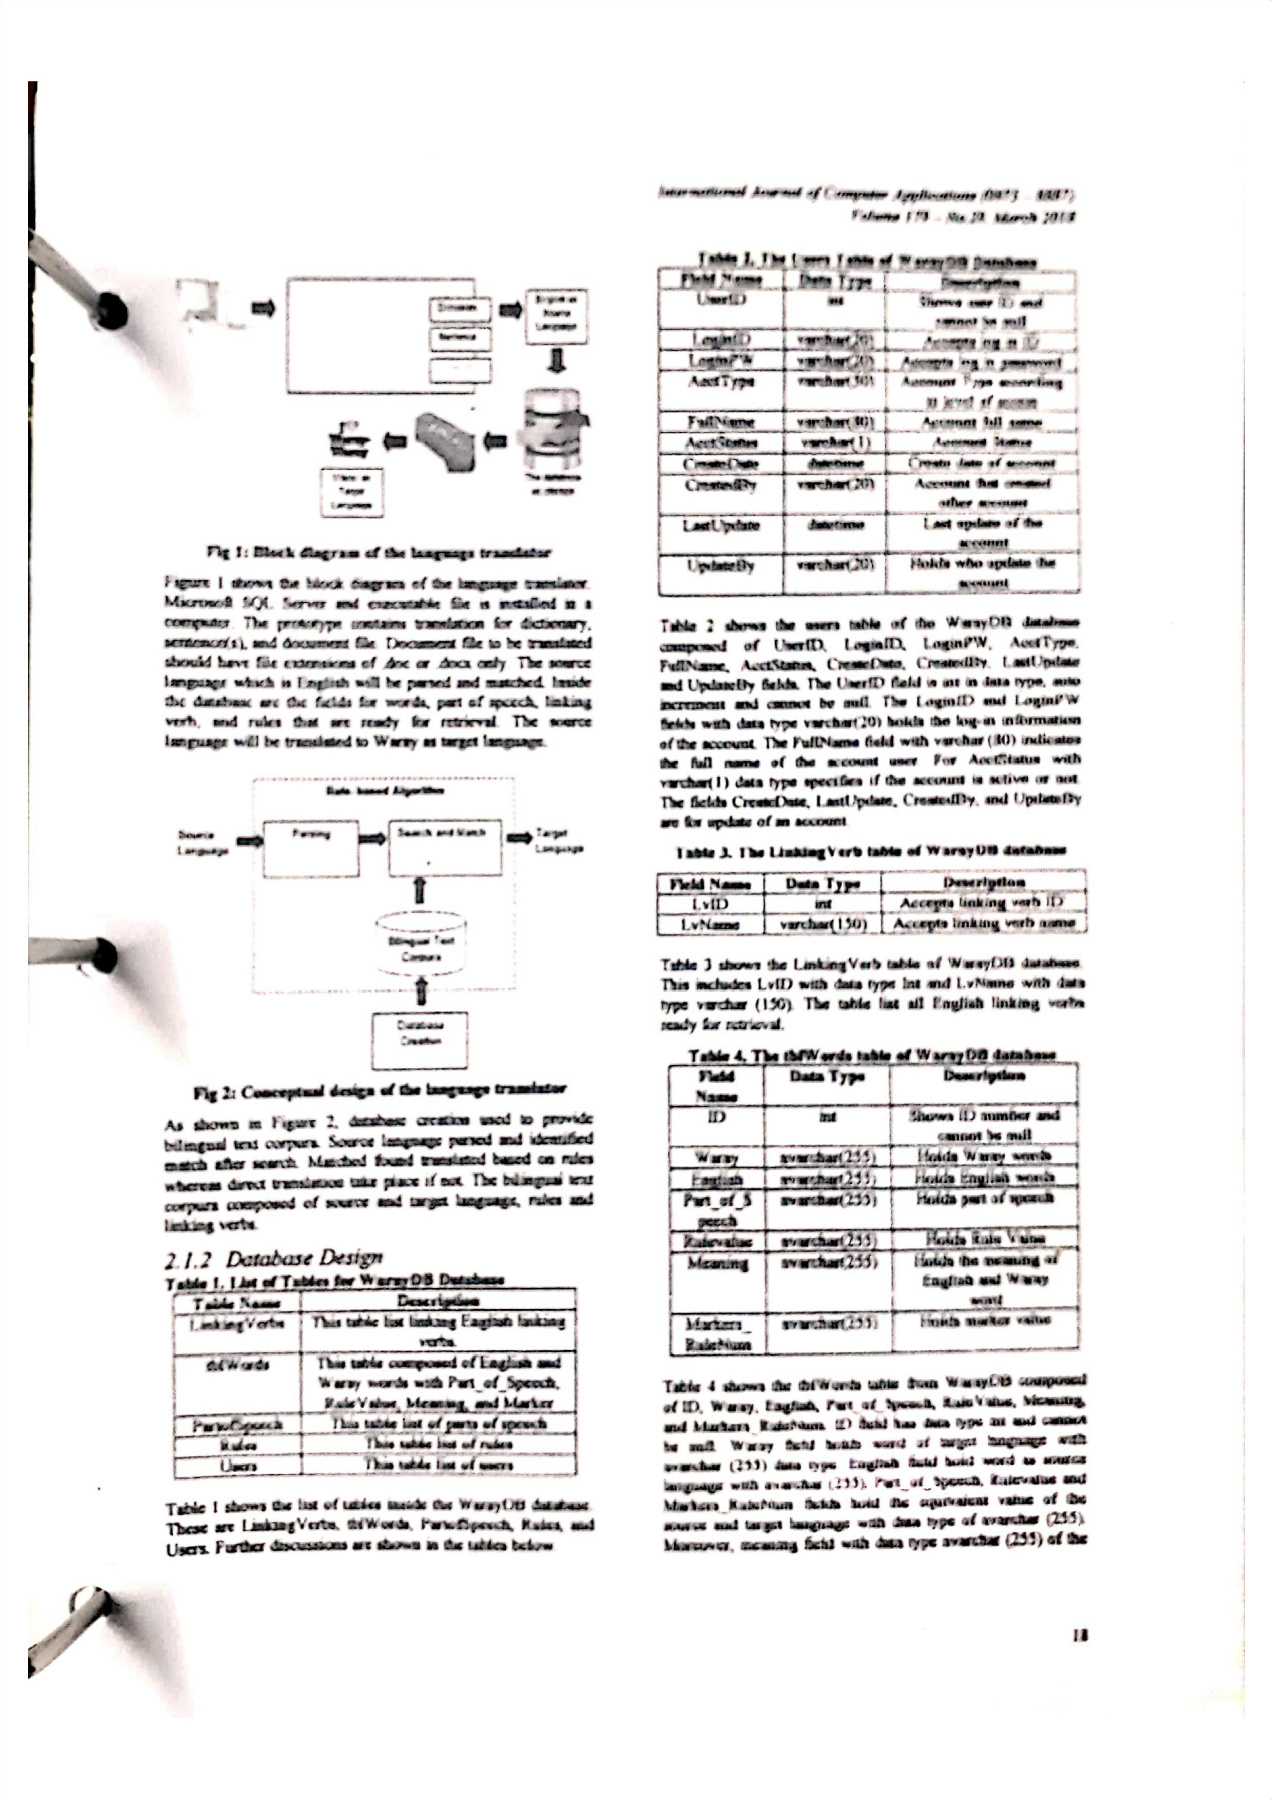 International Journal of Computer Applications (0975 – 8887)
Volume 179 – No.29, March 2018
Dictionary
Sentence
English as
Source
Language
The database
as storage
Waray
Waray as
Target
Language
Fig 1: Block diagram of the language translator
Figure 1 shows the block diagram of the language translator.
Microsoft SQL Server and executable file is installed in a
computer. The prototype contains translation for dictionary,
sentence(s), and document file. Document file to be translated
should have file extensions of .doc or .docx only. The source
language which is English will be parsed and matched. Inside
the database are the fields for words, part of speech, linking
verb, and rules that are ready for retrieval. The source
language will be translated to Waray as target language.
Rule-based Algorithm
Source
Language
Parsing
Search and Match
Target
Language
Bilingual Text
Corpora
Database
Creation
Fig 2: Conceptual design of the language translator
As shown in Figure 2, database creation used to provide
bilingual text corpura. Source language parsed and identified
match after search. Matched found translated based on rules
whereas direct translation take place if not. The bilingual text
corpura composed of source and target language, rules and
linking verbs.
2.1.2 Database Design
Table 1. List of Tables for WarayDB Database
Table Name Description
LinkingVerbs This table list linking English linking
verbs.
tblWords This table composed of English and
Waray words with Part_of_Speech,
RuleValue, Meaning, and Marker
PartsofSpeech This table list of parts of speech
Rules This table list of rules
Users This table list of users
Table 1 shows the list of tables inside the WarayDB database.
These are LinkingVerbs, tblWords, PartsofSpeech, Rules, and
Users. Further discussions are shown in the tables below.
Table 2. The Users Table of WarayDB Database
Field Name Data Type Description
UserID int Shows user ID and
cannot be null
LoginID varchar(20) Accepts log in ID
LoginPW varchar(20) Accepts log in password
AcctType varchar(50) Account Type according
to level of access
FullName varchar(80) Account full name
AcctStatus varchar(1) Account Status
CreateDate datetime Create date of account
CreatedBy varchar(20) Account that created
other account
LastUpdate datetime Last update of the
account
UpdateBy varchar(20) Holds who update the
account
Table 2 shows the users table of the WarayDB database
composed of UserID, LoginID, LoginPW, AcctType,
FullName, AcctStatus, CreateDate, CreatedBy, LastUpdate
and UpdateBy fields. The UserID field is int in data type, auto
increment and cannot be null. The LoginID and LoginPW
fields with data type varchar(20) holds the log-in information
of the account. The FullName field with varchar (80) indicates
the full name of the account user. For AcctStatus with
varchar(1) data type specifies if the account is active or not.
The fields CreateDate, LastUpdate, CreatedBy, and UpdateBy
are for update of an account.
Table 3. The LinkingVerb table of WarayDB database
Field Name Data Type Description
LvID int Accepts linking verb ID
LvName varchar(150) Accepts linking verb name
Table 3 shows the LinkingVerb table of WarayDB database.
This includes LvID with data type Int and LvName with data
type varchar (150). The table list all English linking verbs
ready for retrieval.
Table 4. The tblWords table of WarayDB database
Field Data Type Description
Name
ID int Shows ID number and
cannot be null
Waray nvarchar(255) Holds Waray words
English nvarchar(255) Holds English words
Part_of_S nvarchar(255) Holds part of speech
peech
Rulevalue nvarchar(255) Holds Rule Value
Meaning nvarchar(255) Holds the meaning of
English and Waray
word
Markers_ nvarchar(255) Holds marker value
RuleNum
Table 4 shows the tblWords table from WarayDB composed
of ID, Waray, English, Part_of_Speech, RuleValue, Meaning,
and Markers_RuleNum. ID field has data type int and cannot
be null. Waray field holds word of target language with
nvarchar (255) data type. English field hold word as source
language with nvarchar (255). Part_of_Speech, Rulevalue and
Markers_RuleNum fields hold the equivalent value of the
source and target language with data type of nvarchar (255).
Moreover, meaning field with data type nvarchar (255) of the
18